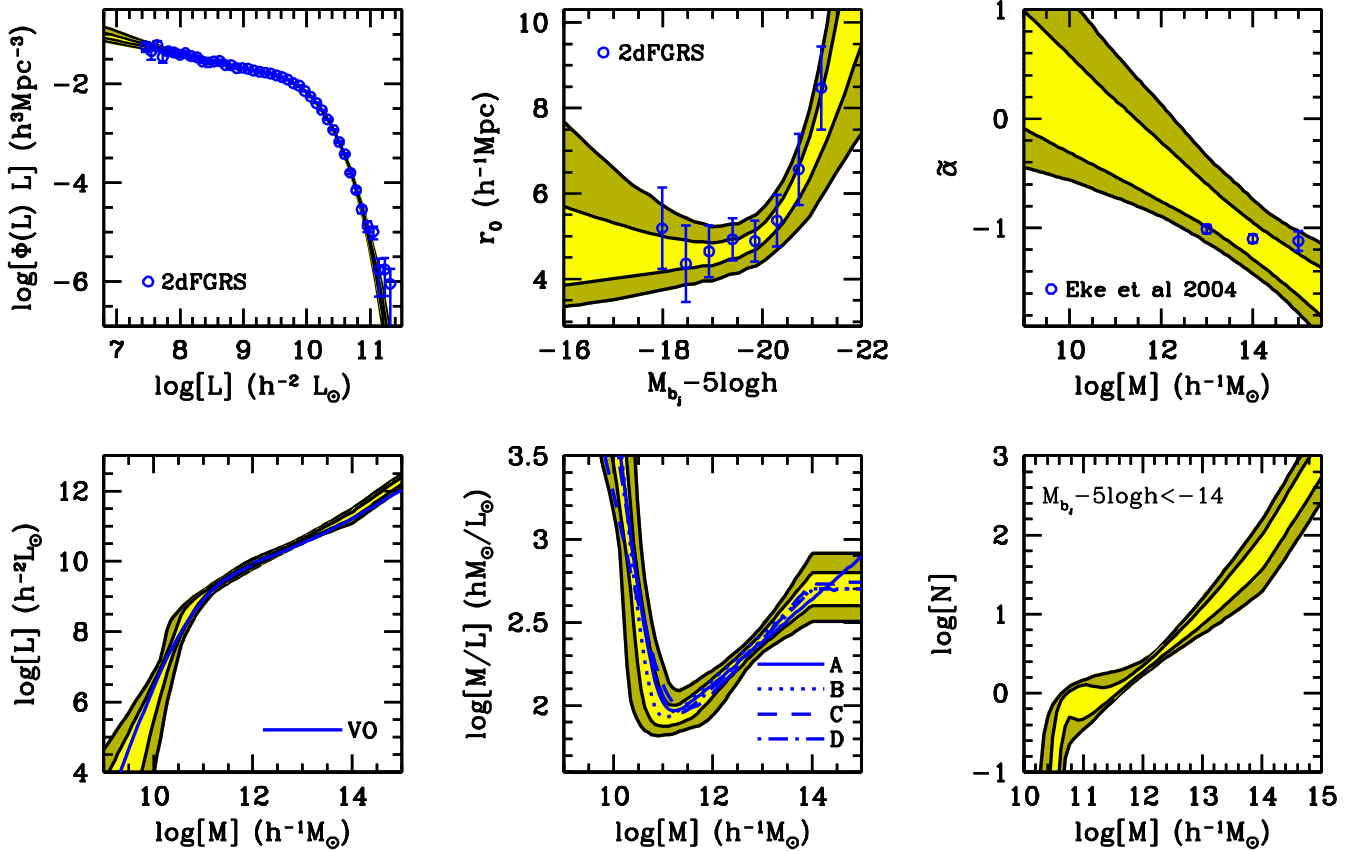 log[Φ(L) L] (h³Mpc⁻³)
−2
−4
−6
2dFGRS
7 8 9 10 11
log[L] (h⁻² L⊙)
r₀ (h⁻¹Mpc)
10
8
6
4
2dFGRS
−16 −18 −20 −22
M_bj−5logh
α̃
1
0
−1
Eke et al 2004
10 12 14
log[M] (h⁻¹M⊙)
log[L] (h⁻²L⊙)
12
10
8
6
4
VO
10 12 14
log[M] (h⁻¹M⊙)
log[M/L] (hM⊙/L⊙)
3.5
3
2.5
2
A
B
C
D
10 12 14
log[M] (h⁻¹M⊙)
log[N]
3
2
1
0
−1
M_bj−5logh<−14
10 11 12 13 14 15
log[M] (h⁻¹M⊙)